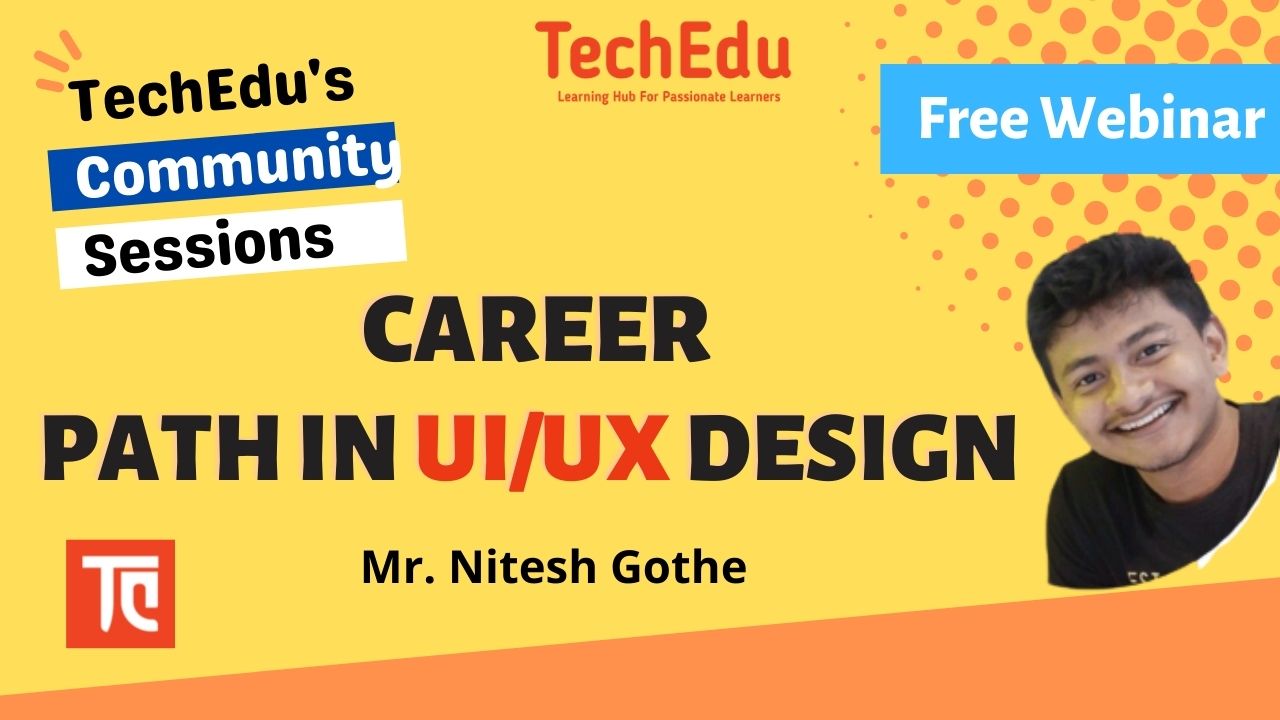 TechEdu's
Community
Sessions
TechEdu
Learning Hub For Passionate Learners
Free Webinar
CAREER
PATH IN UI/UX DESIGN
Mr. Nitesh Gothe